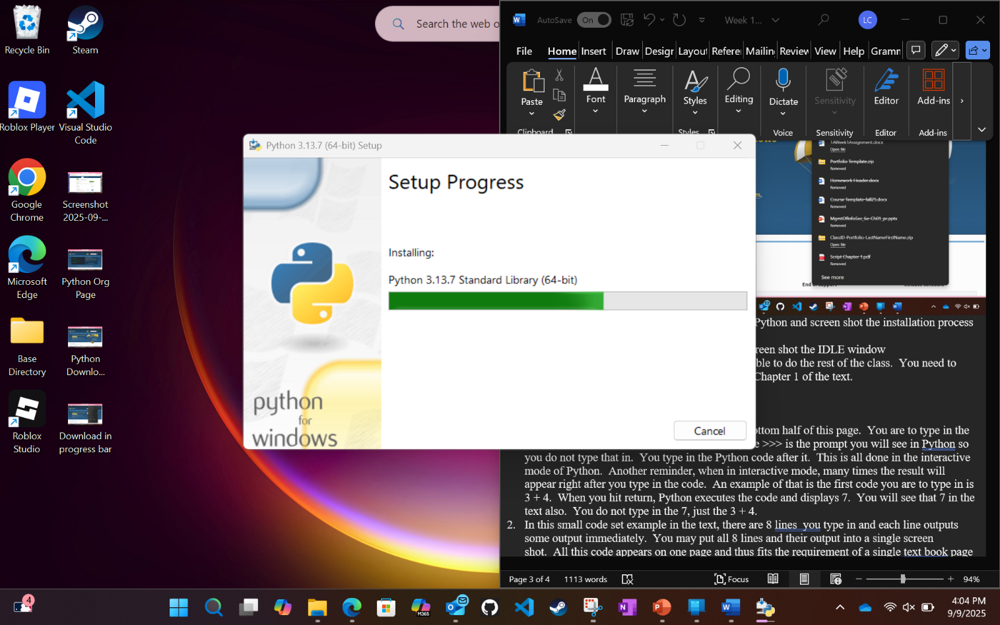 Recycle Bin
Steam
Roblox Player
Visual Studio
Code
Google
Chrome
Screenshot
2025-09-...
Microsoft
Edge
Python Org
Page
Base
Directory
Python
Downlo...
Roblox
Studio
Download in
progress bar
Search the web o
AutoSave
On
Week 1...
LC
File
Home
Insert
Draw
Desigr
Layout
Referer
Mailin
Review
View
Help
Gramn
Paste
Font
Paragraph
Styles
Editing
Dictate
Sensitivity
Editor
Add-ins
Clipboard
Styles
Voice
Sensitivity
Editor
Add-ins
Python 3.13.7 (64-bit) Setup
Setup Progress
Installing:
Python 3.13.7 Standard Library (64-bit)
python
for
windows
Cancel
1AWeek1Assignment.docx
Open file
Portfolio Template.zip
Removed
Homework Header.docx
Removed
Course Template-fall25.docx
Removed
MgmtOfInfoSec_6e-Ch01_pr.pptx
Removed
ClassID-Portfolio-LastNameFirstName.zip
Open file
Script Chapter 1.pdf
Removed
See more
Python and screen shot the installation process
reen shot the IDLE window
ble to do the rest of the class.  You need to
Chapter 1 of the text.
ottom half of this page.  You are to type in the
e >>> is the prompt you will see in Python so
you do not type that in.  You type in the Python code after it.  This is all done in the interactive
mode of Python.  Another reminder, when in interactive mode, many times the result will
appear right after you type in the code.  An example of that is the first code you are to type in is
3 + 4.  When you hit return, Python executes the code and displays 7.  You will see that 7 in the
text also.  You do not type in the 7, just the 3 + 4.
2.  In this small code set example in the text, there are 8 lines  you type in and each line outputs
some output immediately.  You may put all 8 lines and their output into a single screen
shot.  All this code appears on one page and thus fits the requirement of a single text book page
Page 3 of 4
1113 words
Focus
94%
4
M365
4:04 PM
9/9/2025